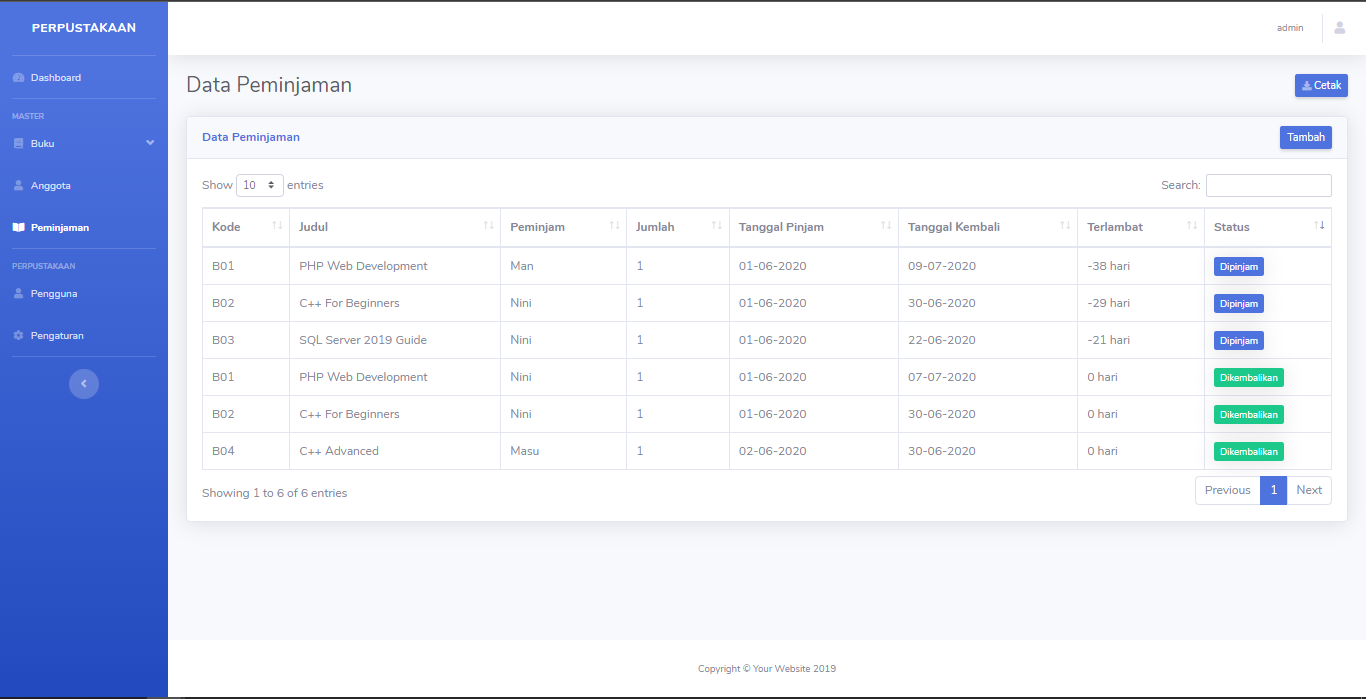 PERPUSTAKAAN
admin
Dashboard
MASTER
Buku
Anggota
Peminjaman
PERPUSTAKAAN
Pengguna
Pengaturan
Data Peminjaman
Cetak
Data Peminjaman
Tambah
Show 10 entries
Search:
Kode Judul Peminjam Jumlah Tanggal Pinjam Tanggal Kembali Terlambat Status
B01 PHP Web Development Man 1 01-06-2020 09-07-2020 -38 hari Dipinjam
B02 C++ For Beginners Nini 1 01-06-2020 30-06-2020 -29 hari Dipinjam
B03 SQL Server 2019 Guide Nini 1 01-06-2020 22-06-2020 -21 hari Dipinjam
B01 PHP Web Development Nini 1 01-06-2020 07-07-2020 0 hari Dikembalikan
B02 C++ For Beginners Nini 1 01-06-2020 30-06-2020 0 hari Dikembalikan
B04 C++ Advanced Masu 1 02-06-2020 30-06-2020 0 hari Dikembalikan
Showing 1 to 6 of 6 entries
Previous 1 Next
Copyright © Your Website 2019